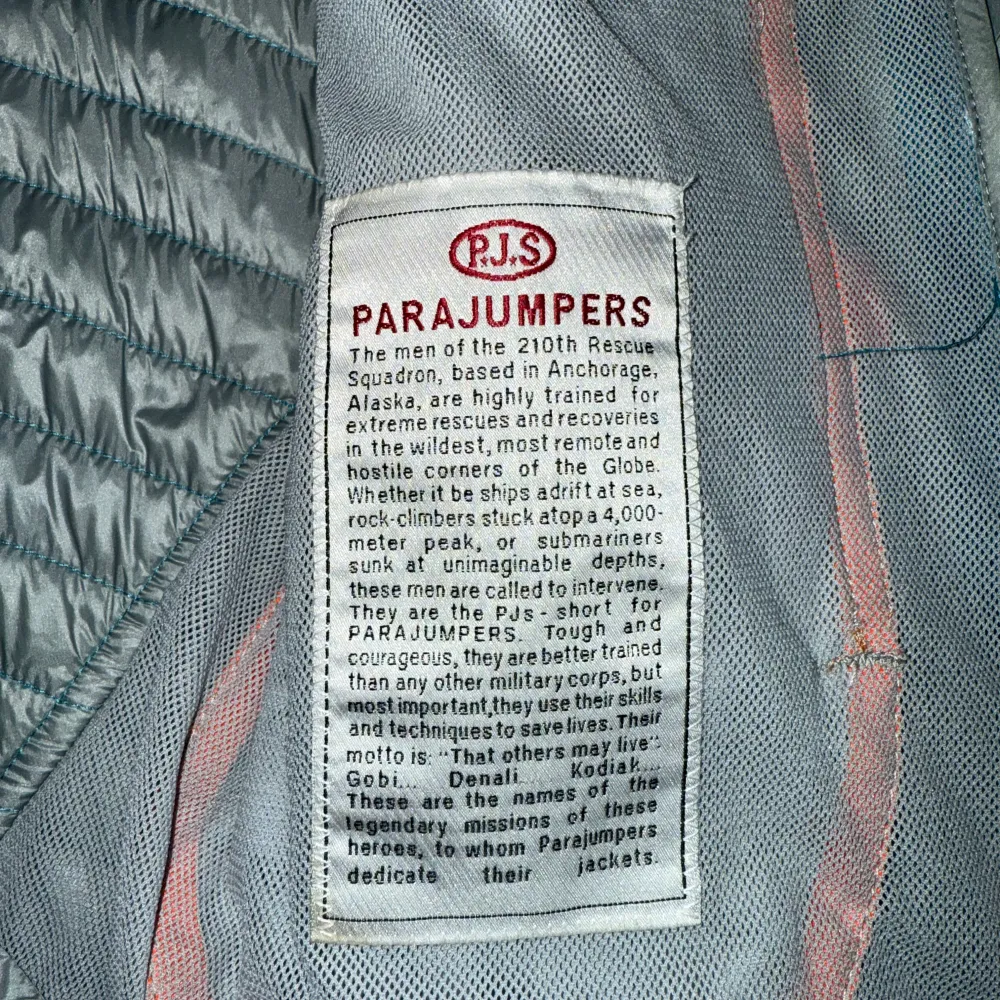 P.J.S
PARAJUMPERS
The men of the 210th Rescue
Squadron, based in Anchorage,
Alaska, are highly trained for
extreme rescues and recoveries
in the wildest, most remote and
hostile corners of the Globe.
Whether it be ships adrift at sea,
rock-climbers stuck atop a 4,000-
meter peak, or submariners
sunk at unimaginable depths,
these men are called to intervene.
They are the PJs - short for
PARAJUMPERS. Tough and
courageous, they are better trained
than any other military corps, but
most important,they use their skills
and techniques to save lives. Their
motto is: "That others may live".
Gobi... Denali... Kodiak...
These are the names of the
legendary missions of these
heroes, to whom Parajumpers
dedicate their jackets.